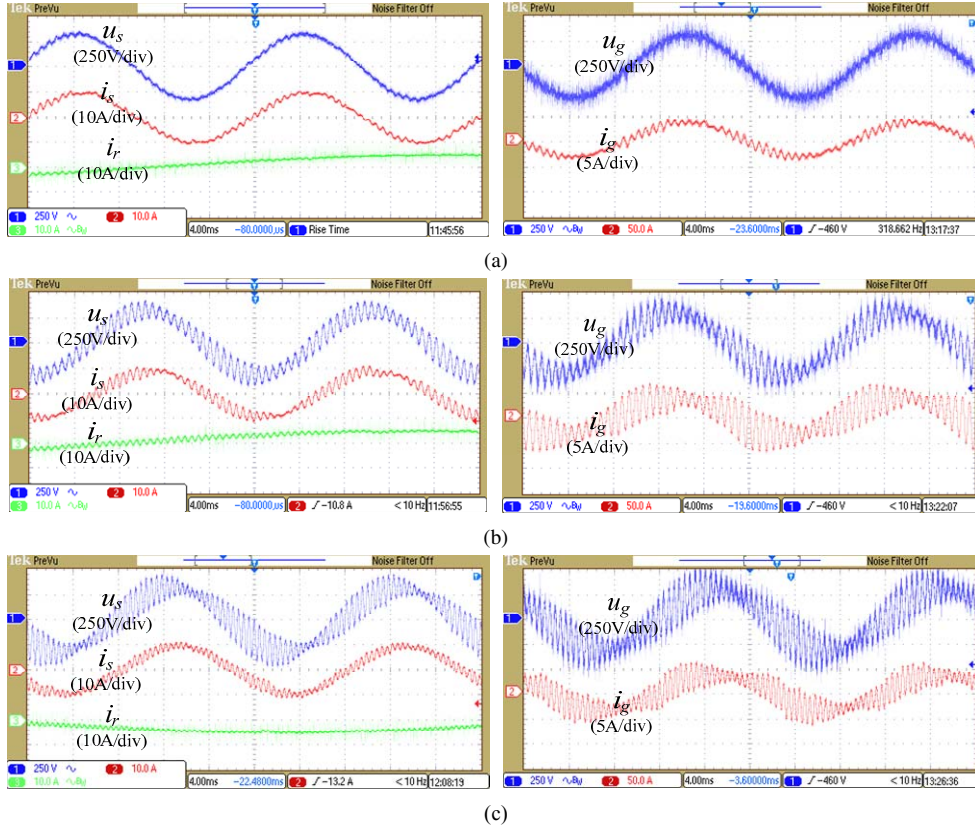 Tek PreVu Noise Filter Off
u_s
(250V/div)
i_s
(10A/div)
i_r
(10A/div)
1 250 V 2 10.0 A
3 10.0 A Bw
4.00ms -80.0000µs 1 Rise Time 11:45:56
Tek PreVu Noise Filter Off
u_g
(250V/div)
i_g
(5A/div)
1 250 V Bw 2 50.0 A 4.00ms -23.6000ms 1 -460 V 318.662 Hz 13:17:37
(a)
Tek PreVu Noise Filter Off
u_s
(250V/div)
i_s
(10A/div)
i_r
(10A/div)
1 250 V 2 10.0 A
3 10.0 A Bw
4.00ms -80.0000µs 2 -10.8 A < 10 Hz 11:56:55
Tek PreVu Noise Filter Off
u_g
(250V/div)
i_g
(5A/div)
1 250 V Bw 2 50.0 A 4.00ms -19.6000ms 1 -460 V < 10 Hz 13:22:07
(b)
Tek PreVu Noise Filter Off
u_s
(250V/div)
i_s
(10A/div)
i_r
(10A/div)
1 250 V 2 10.0 A
3 10.0 A Bw
4.00ms -22.4800ms 2 -13.2 A < 10 Hz 12:08:19
Tek PreVu Noise Filter Off
u_g
(250V/div)
i_g
(5A/div)
1 250 V Bw 2 50.0 A 4.00ms -3.60000ms 1 -460 V < 10 Hz 13:26:36
(c)